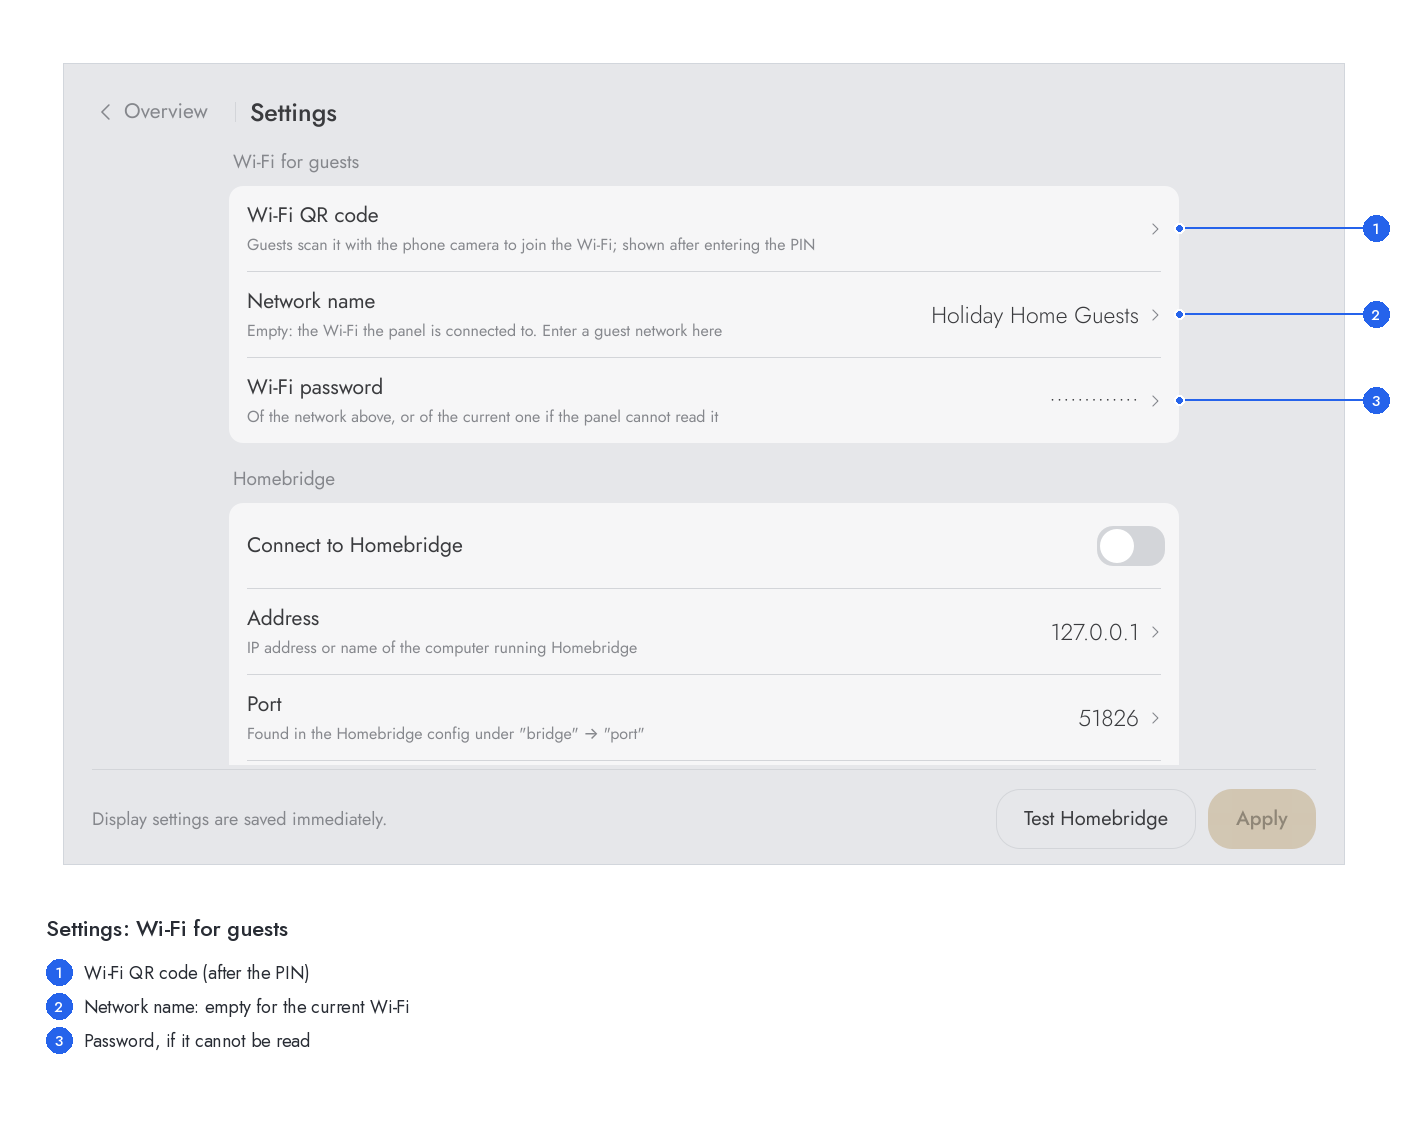 Overview
Settings
Wi-Fi for guests
Wi-Fi QR code
Guests scan it with the phone camera to join the Wi-Fi; shown after entering the PIN
1
Network name
Empty: the Wi-Fi the panel is connected to. Enter a guest network here
Holiday Home Guests
2
Wi-Fi password
Of the network above, or of the current one if the panel cannot read it
·············
3
Homebridge
Connect to Homebridge
Address
IP address or name of the computer running Homebridge
127.0.0.1
Port
Found in the Homebridge config under "bridge" → "port"
51826
Display settings are saved immediately.
Test Homebridge
Apply
Settings: Wi-Fi for guests
1 Wi-Fi QR code (after the PIN)
2 Network name: empty for the current Wi-Fi
3 Password, if it cannot be read